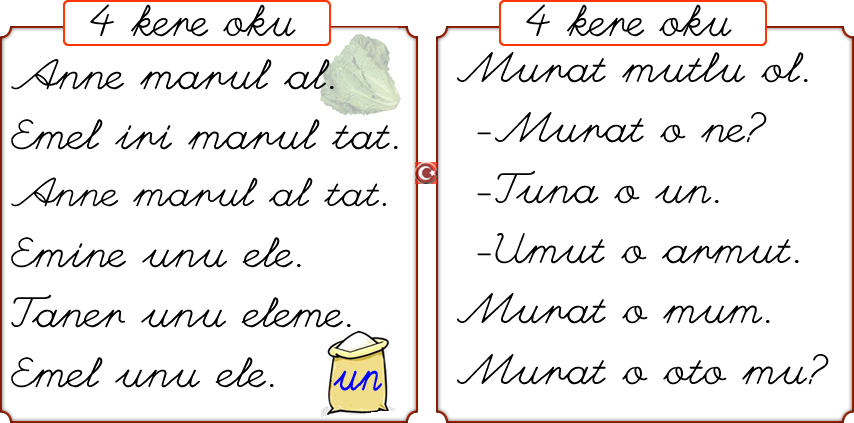 4 kere oku
Anne marul al.
Emel iri marul tat.
Anne marul al tat.
Emine unu ele.
Taner unu eleme.
Emel unu ele.
un
4 kere oku
Murat mutlu ol.
-Murat o ne?
-Tuna o un.
-Umut o armut.
Murat o mum.
Murat o oto mu?